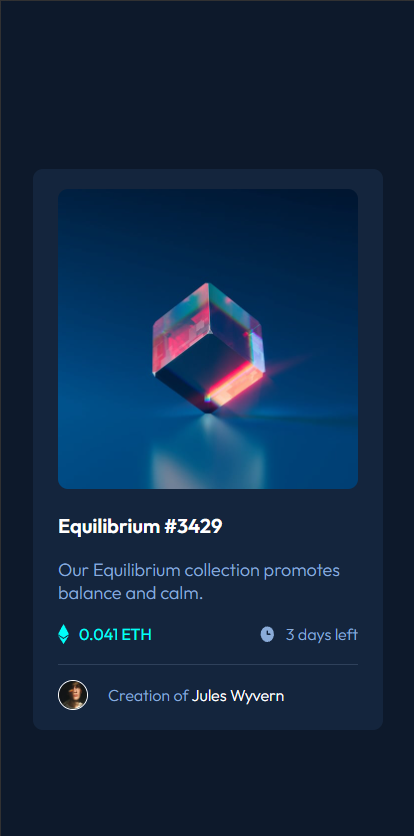 Equilibrium #3429
Our Equilibrium collection promotes
balance and calm.
0.041 ETH
3 days left
Creation of Jules Wyvern